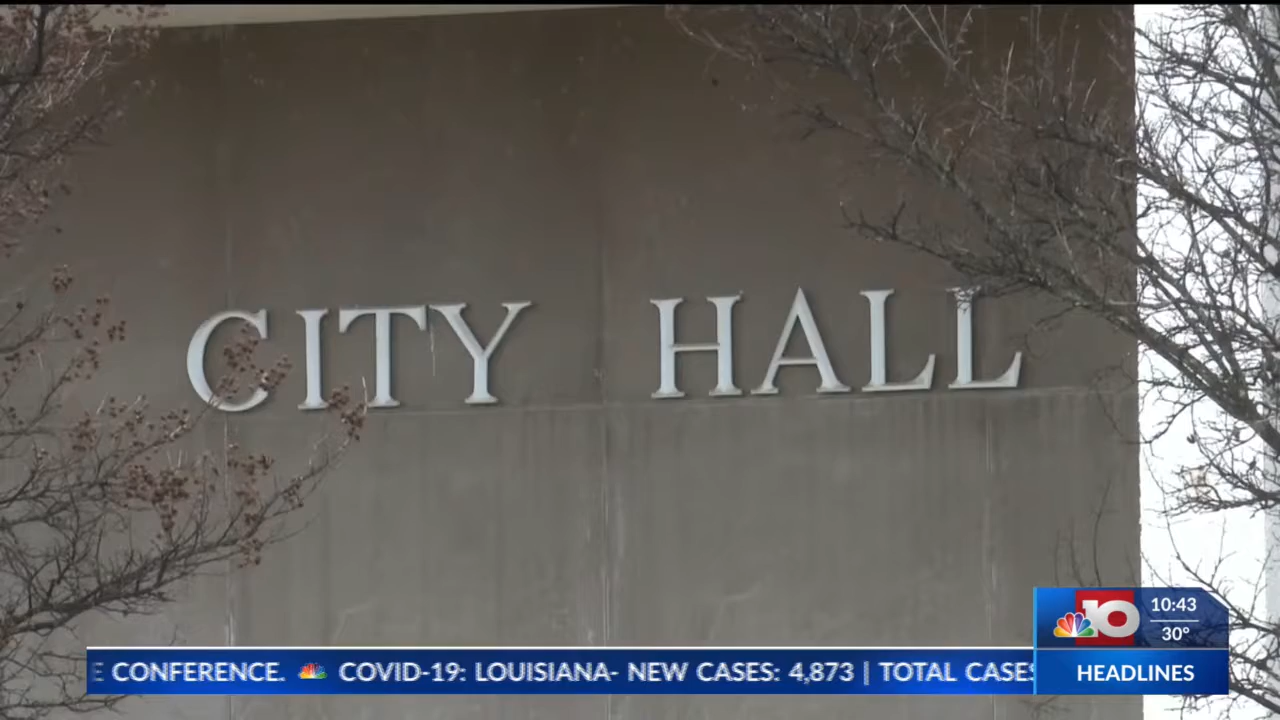 CITY HALL
10
10:43
30°
E CONFERENCE. COVID-19: LOUISIANA- NEW CASES: 4,873 | TOTAL CASES
HEADLINES